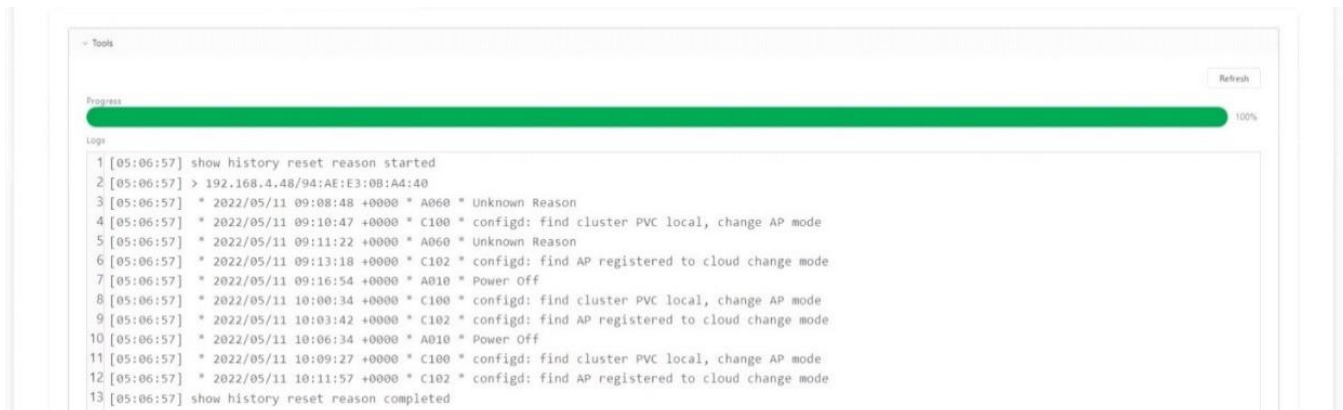 Tools
Refresh
Progress
100%
Logs
1 [05:06:57] show history reset reason started
2 [05:06:57] > 192.168.4.48/94:AE:E3:0B:A4:40
3 [05:06:57] * 2022/05/11 09:08:48 +0000 * A060 * Unknown Reason
4 [05:06:57] * 2022/05/11 09:10:47 +0000 * C100 * configd: find cluster PVC local, change AP mode
5 [05:06:57] * 2022/05/11 09:11:22 +0000 * A060 * Unknown Reason
6 [05:06:57] * 2022/05/11 09:13:18 +0000 * C102 * configd: find AP registered to cloud change mode
7 [05:06:57] * 2022/05/11 09:16:54 +0000 * A010 * Power Off
8 [05:06:57] * 2022/05/11 10:00:34 +0000 * C100 * configd: find cluster PVC local, change AP mode
9 [05:06:57] * 2022/05/11 10:03:42 +0000 * C102 * configd: find AP registered to cloud change mode
10 [05:06:57] * 2022/05/11 10:06:34 +0000 * A010 * Power Off
11 [05:06:57] * 2022/05/11 10:09:27 +0000 * C100 * configd: find cluster PVC local, change AP mode
12 [05:06:57] * 2022/05/11 10:11:57 +0000 * C102 * configd: find AP registered to cloud change mode
13 [05:06:57] show history reset reason completed